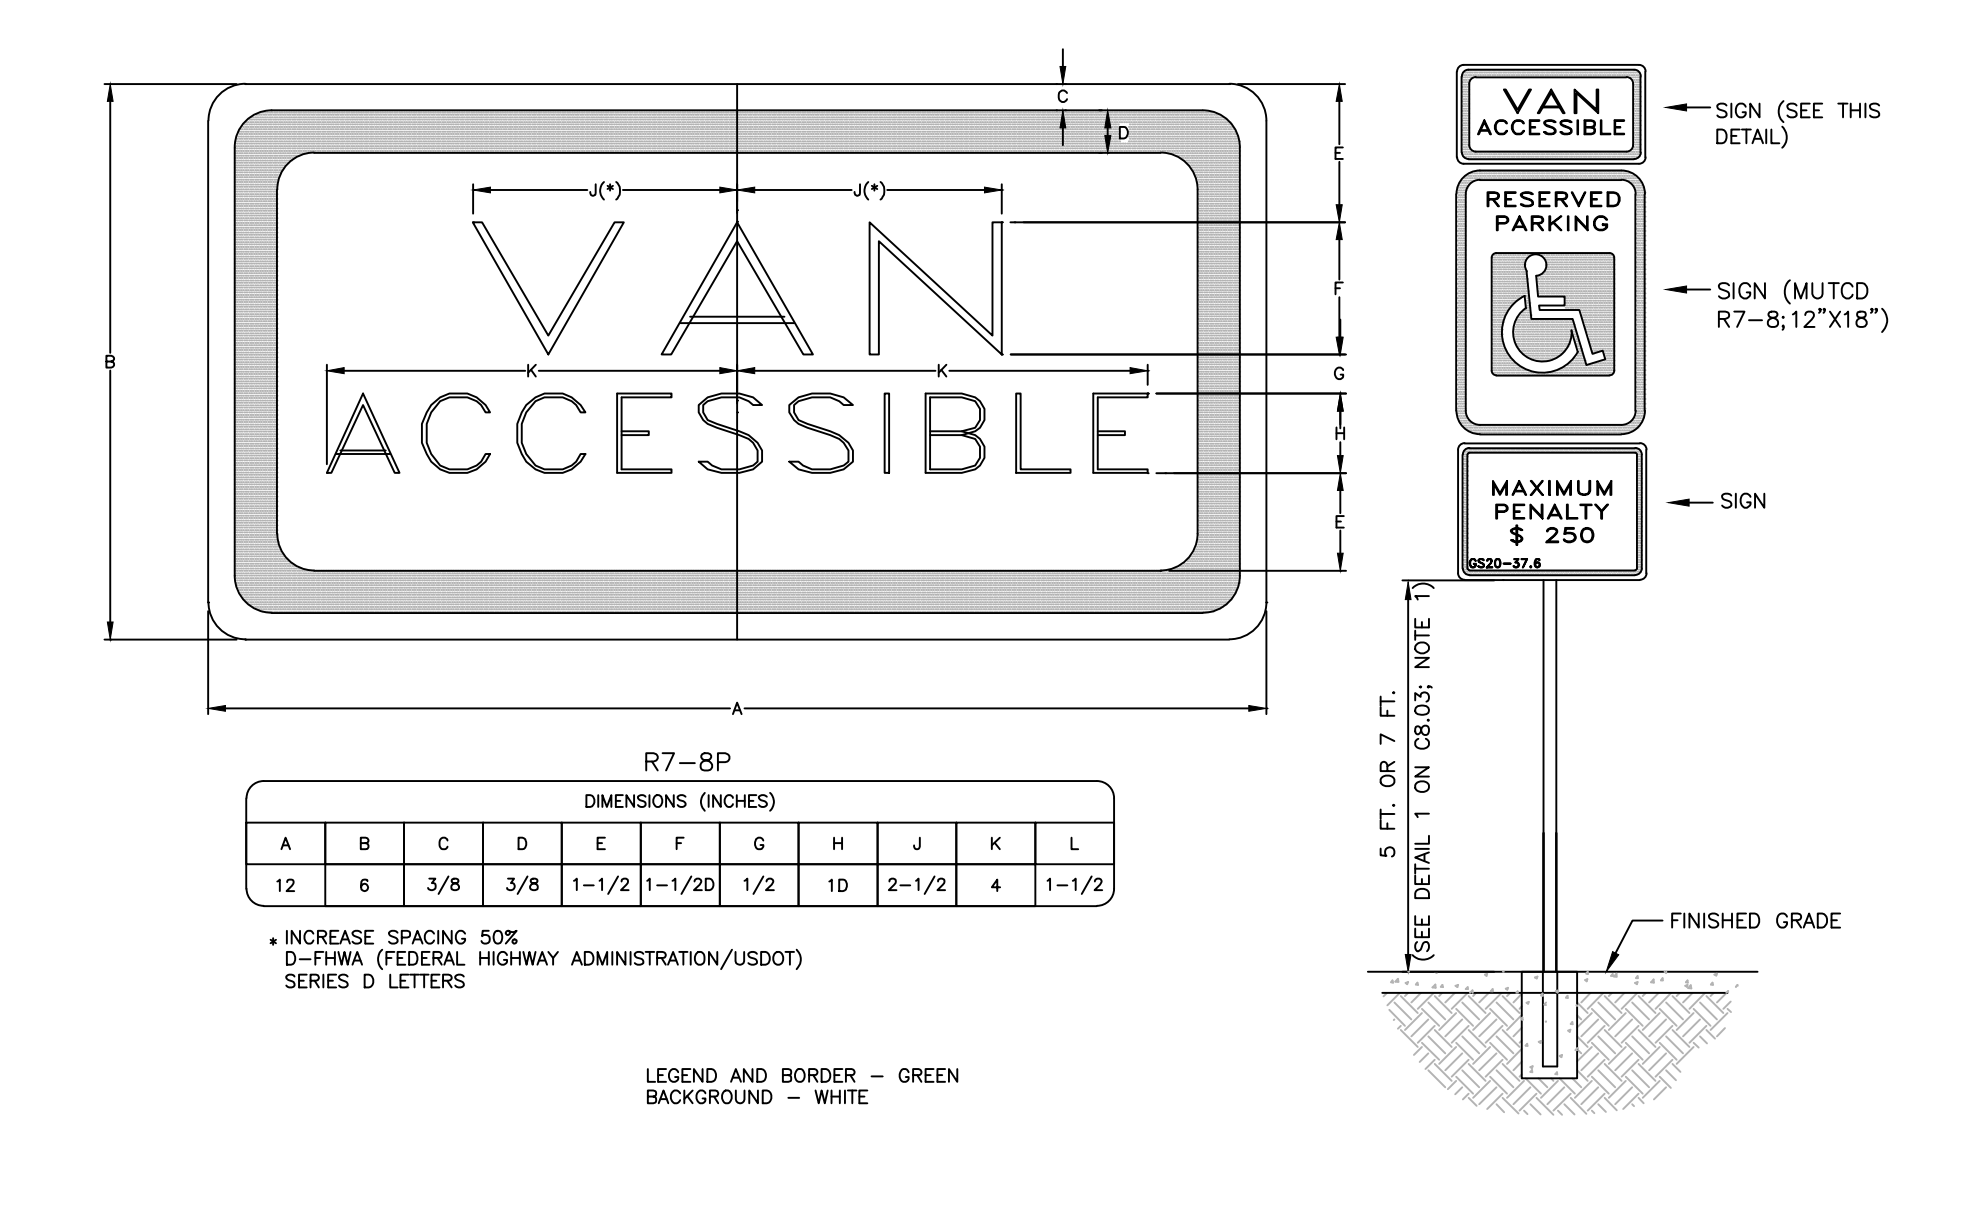 C
D
E
J(*)
J(*)
VAN
F
B
K
K
G
ACCESSIBLE
H
E
A
R7-8P
DIMENSIONS (INCHES)
A B C D E F G H J K L
12 6 3/8 3/8 1-1/2 1-1/2D 1/2 1D 2-1/2 4 1-1/2
* INCREASE SPACING 50%
D-FHWA (FEDERAL HIGHWAY ADMINISTRATION/USDOT)
SERIES D LETTERS
LEGEND AND BORDER - GREEN
BACKGROUND - WHITE
VAN
ACCESSIBLE
SIGN (SEE THIS
DETAIL)
RESERVED
PARKING
SIGN (MUTCD
R7-8;12"X18")
MAXIMUM
PENALTY
$ 250
GS20-37.6
SIGN
5 FT. OR 7 FT.
(SEE DETAIL 1 ON C8.03; NOTE 1)
FINISHED GRADE